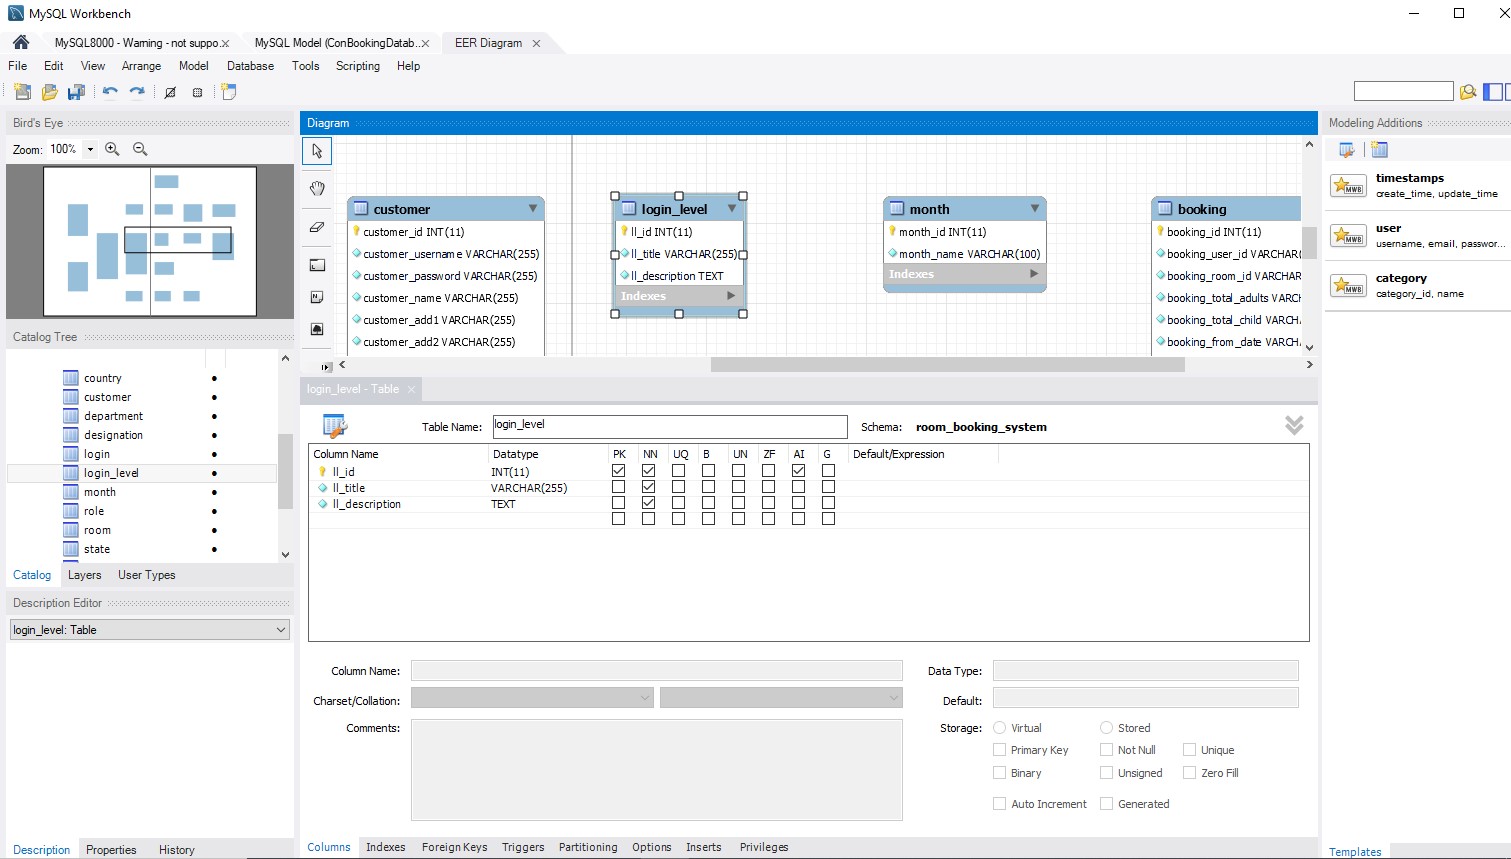 MySQL Workbench
MySQL8000 - Warning - not suppo.
MySQL Model (ConBookingDatab..
EER Diagram
File Edit View Arrange Model Database Tools Scripting Help
Bird's Eye
Zoom: 100%
Catalog Tree
country
customer
department
designation
login
login_level
month
role
room
state
Catalog Layers User Types
Description Editor
login_level: Table
Description Properties History
Diagram
customer
customer_id INT(11)
customer_username VARCHAR(255)
customer_password VARCHAR(255)
customer_name VARCHAR(255)
customer_add1 VARCHAR(255)
customer_add2 VARCHAR(255)
login_level
ll_id INT(11)
ll_title VARCHAR(255)
ll_description TEXT
Indexes
month
month_id INT(11)
month_name VARCHAR(100)
Indexes
booking
booking_id INT(11)
booking_user_id VARCHAR
booking_room_id VARCHAR
booking_total_adults VARCH
booking_total_child VARCH
booking_from_date VARCH
login_level - Table
Table Name: login_level Schema: room_booking_system
Column Name Datatype PK NN UQ B UN ZF AI G Default/Expression
ll_id INT(11)
ll_title VARCHAR(255)
ll_description TEXT
Column Name: Data Type:
Charset/Collation: Default:
Comments: Storage: Virtual Stored
Primary Key Not Null Unique
Binary Unsigned Zero Fill
Auto Increment Generated
Columns Indexes Foreign Keys Triggers Partitioning Options Inserts Privileges
Modeling Additions
timestamps
create_time, update_time
user
username, email, passwor...
category
category_id, name
MWB
MWB
MWB
Templates